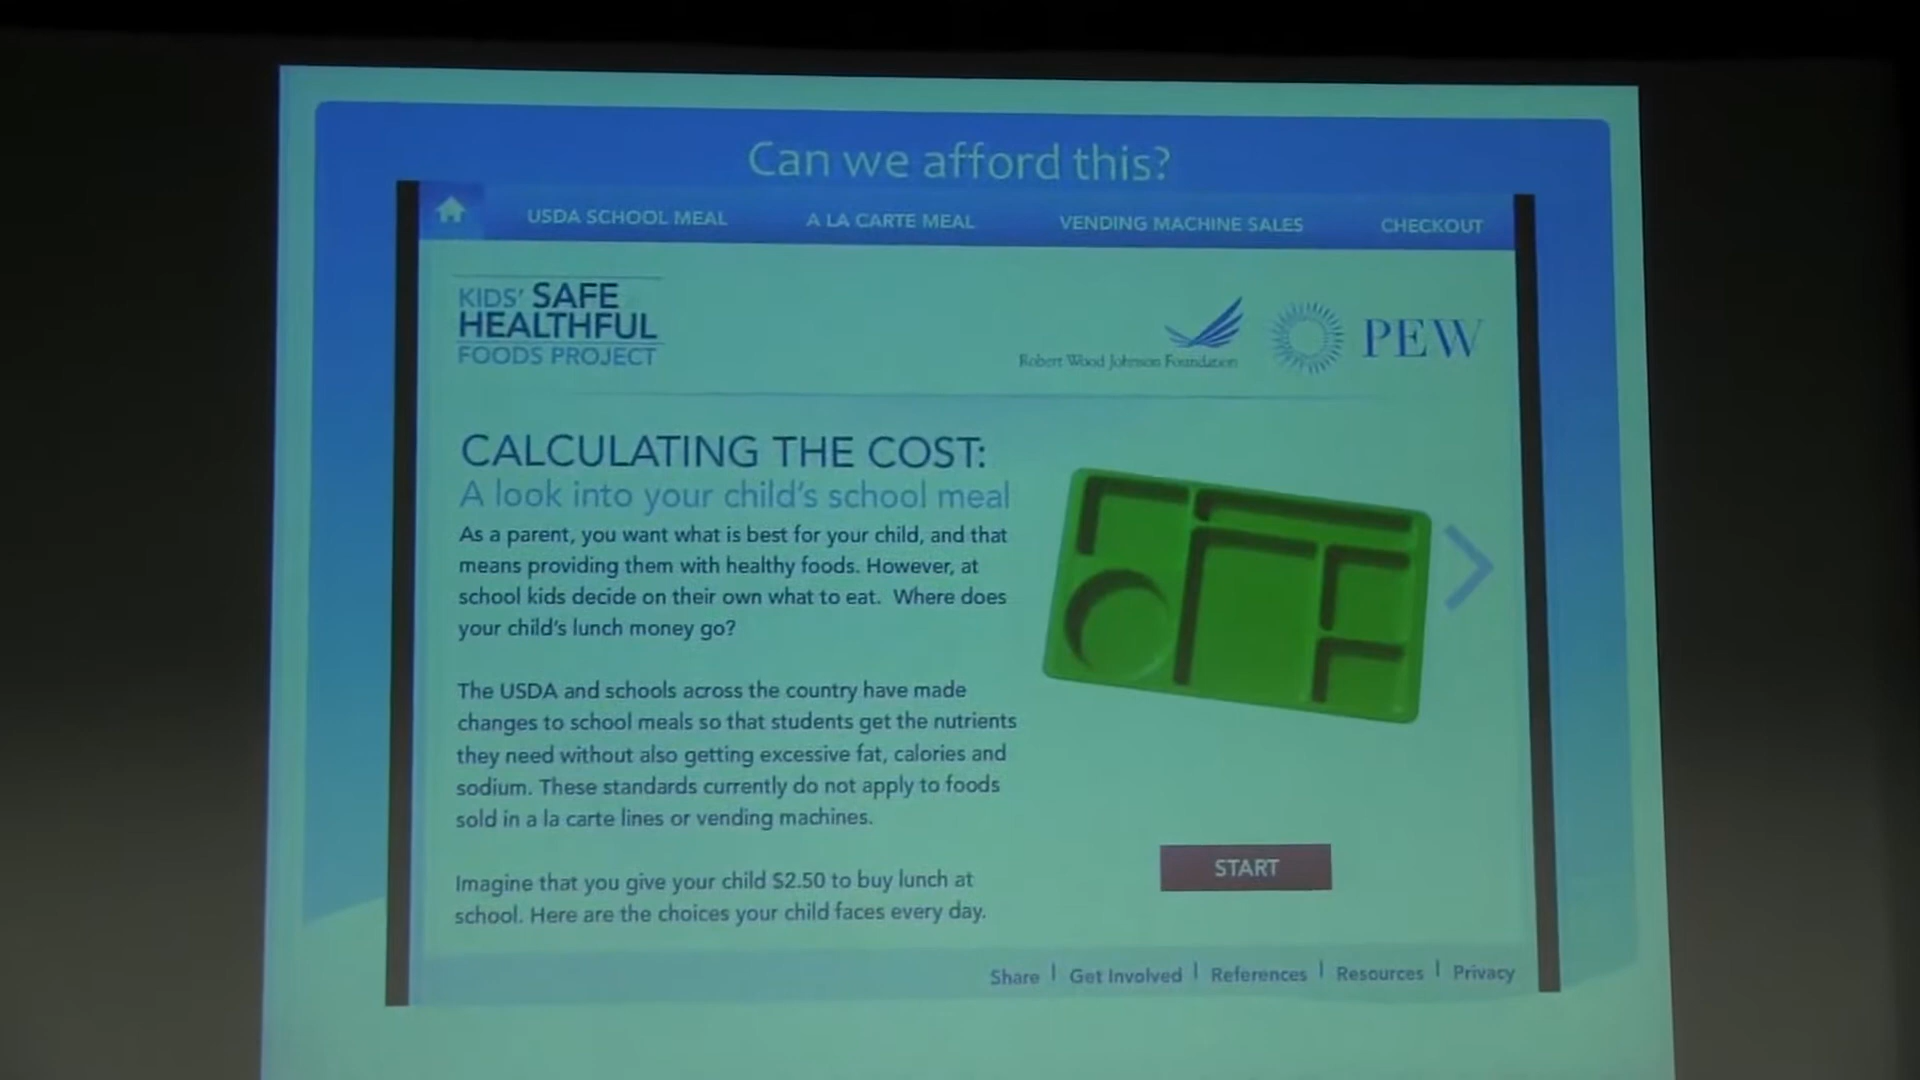 Can we afford this?
USDA SCHOOL MEAL
A LA CARTE MEAL
VENDING MACHINE SALES
CHECKOUT
KIDS' SAFE
HEALTHFUL
FOODS PROJECT
Robert Wood Johnson Foundation
PEW
CALCULATING THE COST:
A look into your child's school meal
As a parent, you want what is best for your child, and that
means providing them with healthy foods. However, at
school kids decide on their own what to eat. Where does
your child's lunch money go?
The USDA and schools across the country have made
changes to school meals so that students get the nutrients
they need without also getting excessive fat, calories and
sodium. These standards currently do not apply to foods
sold in a la carte lines or vending machines.
Imagine that you give your child $2.50 to buy lunch at
school. Here are the choices your child faces every day.
START
Share | Get Involved | References | Resources | Privacy